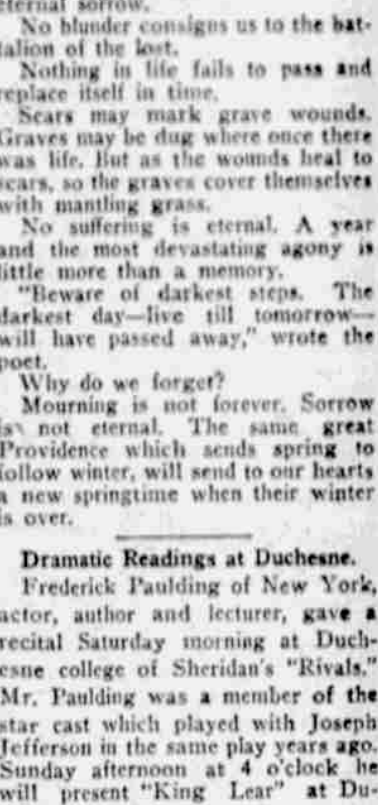 eternal sorrow.
No blunder consigns us to the bat-
talion of the lost.
Nothing in life fails to pass and
replace itself in time.
Scars may mark grave wounds.
Graves may be dug where once there
was life. But as the wounds heal to
scars, so the graves cover themselves
with mantling grass.
No suffering is eternal. A year
and the most devastating agony is
little more than a memory.
"Beware of darkest steps. The
darkest day—live till tomorrow—
will have passed away," wrote the
poet.
Why do we forget?
Mourning is not forever. Sorrow
is not eternal. The same great
Providence which sends spring to
follow winter, will send to our hearts
a new springtime when their winter
is over.
Dramatic Readings at Duchesne.
Frederick Paulding of New York,
actor, author and lecturer, gave a
recital Saturday morning at Duch-
esne college of Sheridan's "Rivals."
Mr. Paulding was a member of the
star cast which played with Joseph
Jefferson in the same play years ago.
Sunday afternoon at 4 o'clock he
will present "King Lear" at Du-